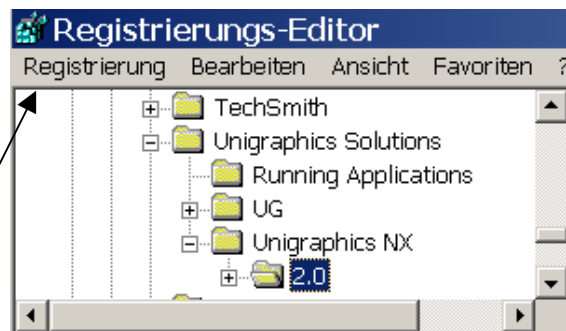 Registrierungs-Editor
Registrierung Bearbeiten Ansicht Favoriten ?
TechSmith
Unigraphics Solutions
Running Applications
UG
Unigraphics NX
2.0